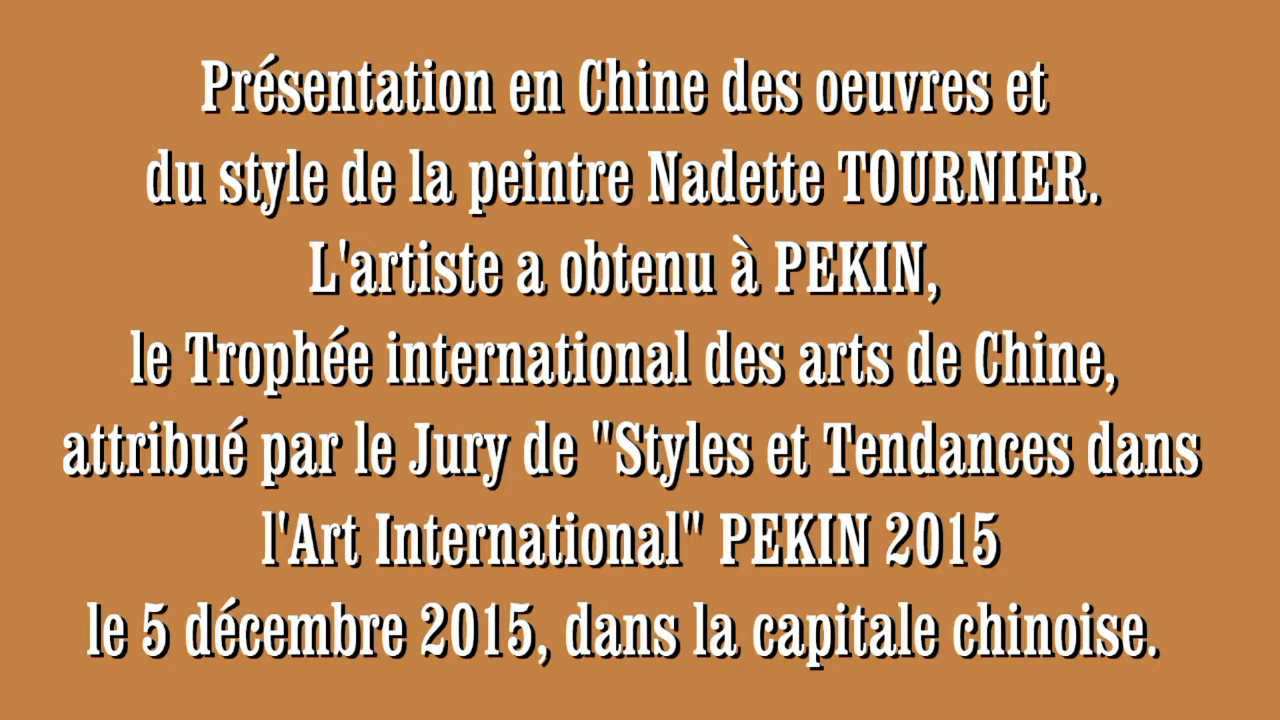 Présentation en Chine des oeuvres et
du style de la peintre Nadette TOURNIER.
L'artiste a obtenu à PEKIN,
le Trophée international des arts de Chine,
attribué par le Jury de "Styles et Tendances dans
l'Art International" PEKIN 2015
le 5 décembre 2015, dans la capitale chinoise.